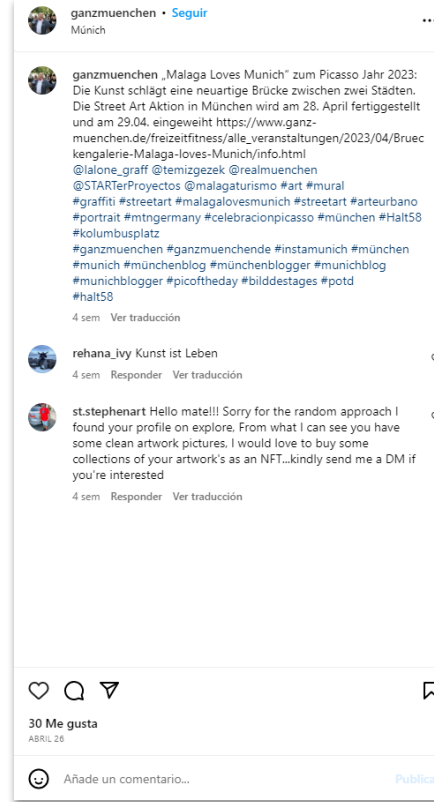 ganzmuenchen • Seguir
Múnich
ganzmuenchen „Malaga Loves Munich" zum Picasso Jahr 2023:
Die Kunst schlägt eine neuartige Brücke zwischen zwei Städten.
Die Street Art Aktion in München wird am 28. April fertiggestellt
und am 29.04. eingeweiht https://www.ganz-
muenchen.de/freizeitfitness/alle_veranstaltungen/2023/04/Bruec
kengalerie-Malaga-loves-Munich/info.html
@lalone_graff @temizgezek @realmuenchen
@STARTerProyectos @malagaturismo #art #mural
#graffiti #streetart #malagalovesmunich #streetart #arteurbano
#portrait #mtngermany #celebracionpicasso #münchen #Halt58
#kolumbusplatz
#ganzmuenchen #ganzmuenchende #instamunich #münchen
#munich #münchenblog #münchenblogger #munichblog
#munichblogger #picoftheday #bilddestages #potd
#halt58
4 sem Ver traducción
rehana_ivy Kunst ist Leben
4 sem Responder Ver traducción
st.stephenart Hello mate!!! Sorry for the random approach I
found your profile on explore, From what I can see you have
some clean artwork pictures, I would love to buy some
collections of your artwork's as an NFT...kindly send me a DM if
you're interested
4 sem Responder Ver traducción
30 Me gusta
ABRIL 26
Añade un comentario...
Publica